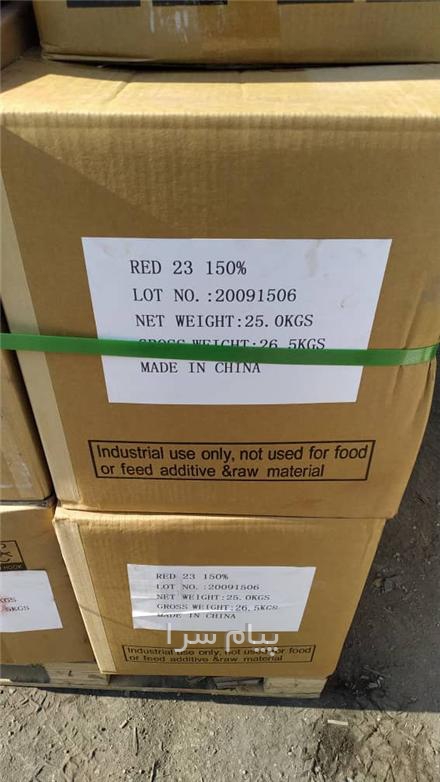 RED 23 150%
LOT NO.:20091506
NET WEIGHT:25.0KGS
GROSS WEIGHT:26.5KGS
MADE IN CHINA
Industrial use only, not used for food
or feed additive &raw material
RED 23 150%
LOT NO.:20091506
NET WEIGHT:25.0KGS
GROSS WEIGHT:26.5KGS
MADE IN CHINA
پیام سرا
Industrial use only, not used for food
or feed additive &raw material
HOOK
KGS
5KGS